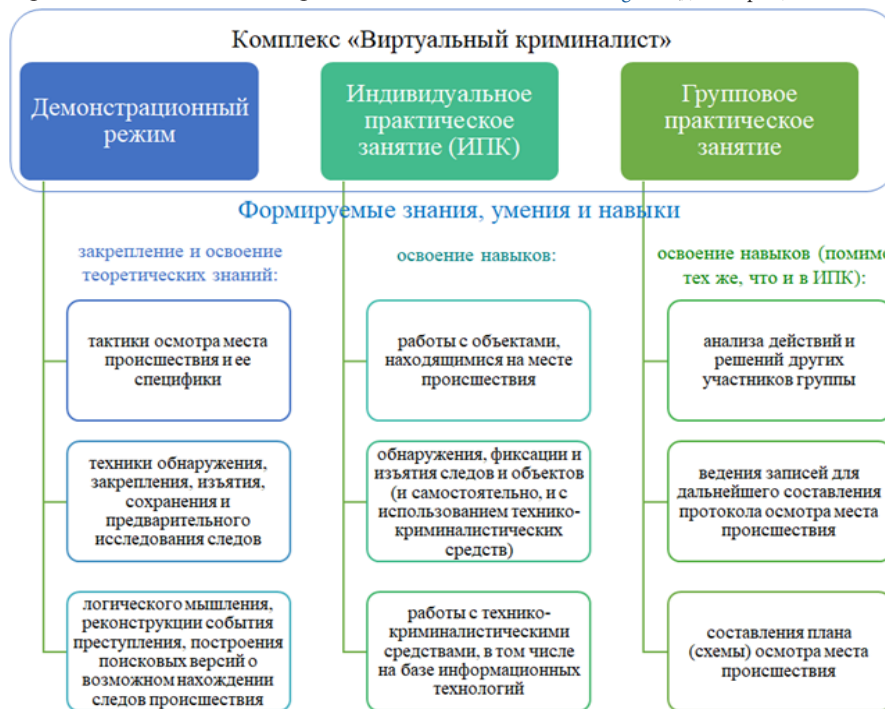 Комплекс «Виртуальный криминалист»
Демонстрационный
режим
Индивидуальное
практическое
занятие (ИПК)
Групповое
практическое
занятие
Формируемые знания, умения и навыки
закрепление и освоение
теоретических знаний:
тактики осмотра места
происшествия и ее
специфики
техники обнаружения,
закрепления, изъятия,
сохранения и
предварительного
исследования следов
логического мышления,
реконструкции события
преступления, построения
поисковых версий о
возможном нахождении
следов происшествия
освоение навыков:
работы с объектами,
находящимися на месте
происшествия
обнаружения, фиксации и
изъятия следов и объектов
(и самостоятельно, и с
использованием технико-
криминалистических
средств)
работы с технико-
криминалистическими
средствами, в том числе
на базе информационных
технологий
освоение навыков (помимо
тех же, что и в ИПК):
анализа действий и
решений других
участников группы
ведения записей для
дальнейшего составления
протокола осмотра места
происшествия
составления плана
(схемы) осмотра места
происшествия